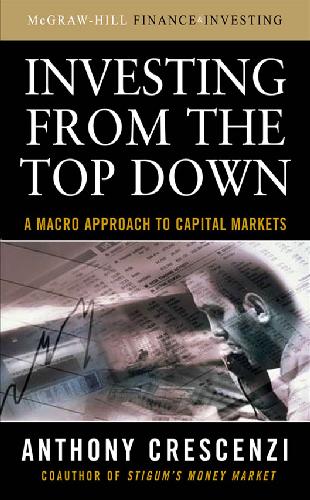 McGRAW-HILL FINANCE & INVESTING
INVESTING
FROM THE
TOP DOWN
A MACRO APPROACH TO CAPITAL MARKETS
ANTHONY CRESCENZI
COAUTHOR OF STIGUM'S MONEY MARKET